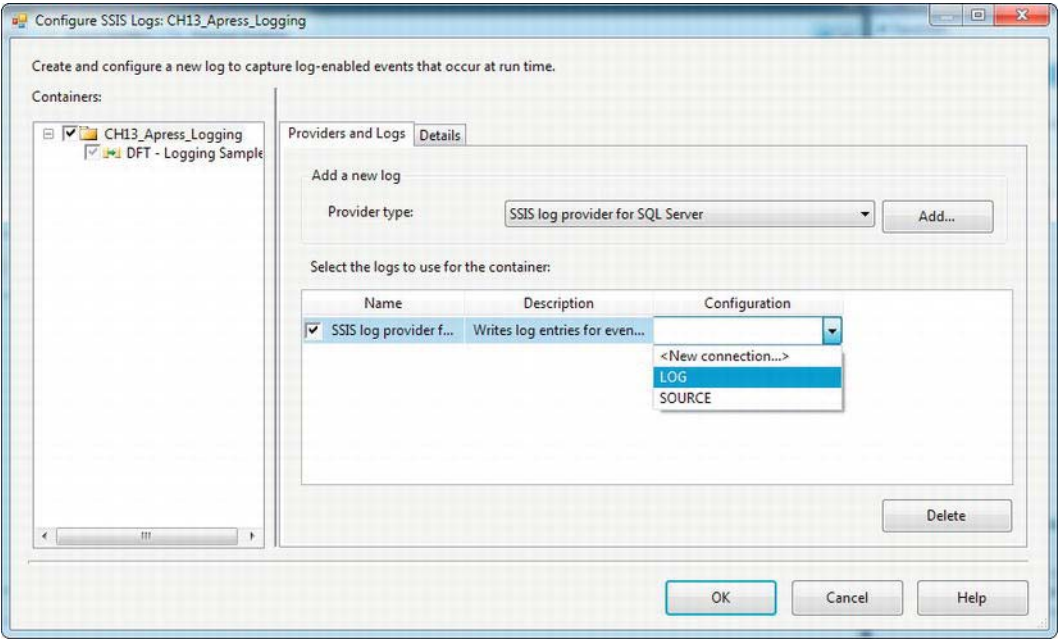 Configure SSIS Logs: CH13_Apress_Logging
Create and configure a new log to capture log-enabled events that occur at run time.
Containers:
CH13_Apress_Logging
DFT - Logging Sample
Providers and Logs
Details
Add a new log
Provider type:
SSIS log provider for SQL Server
Add...
Select the logs to use for the container:
Name
Description
Configuration
SSIS log provider f...
Writes log entries for even...
<New connection...>
LOG
SOURCE
Delete
OK
Cancel
Help